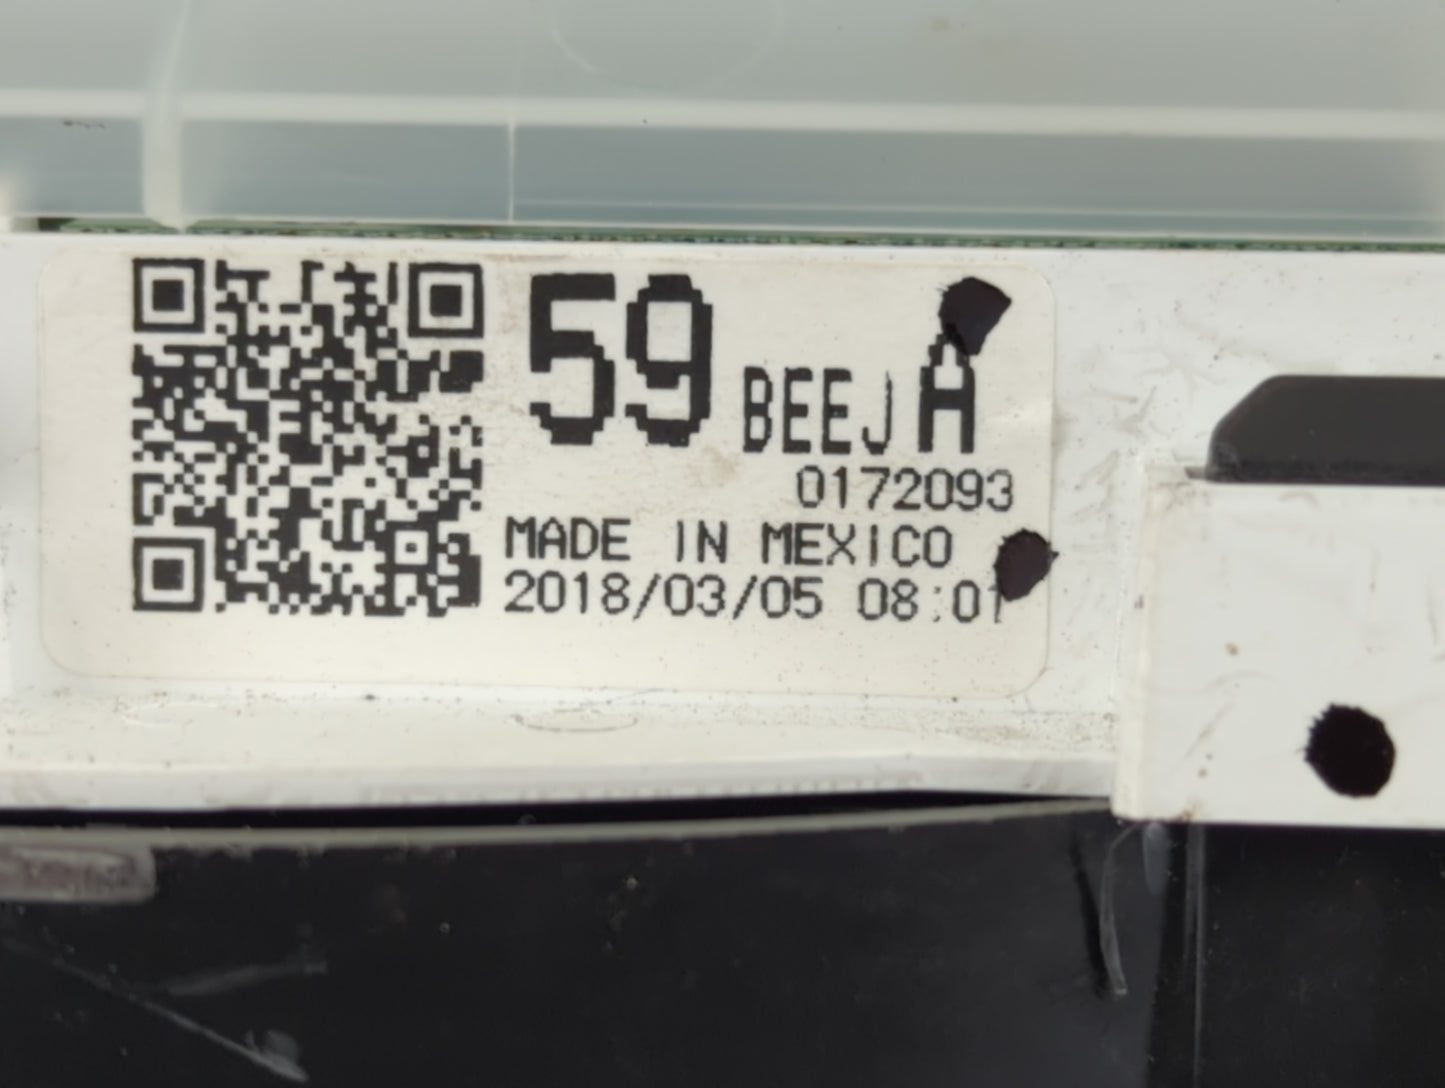 59 BEEJ A
0172093
MADE IN MEXICO
2018/03/05 08:01